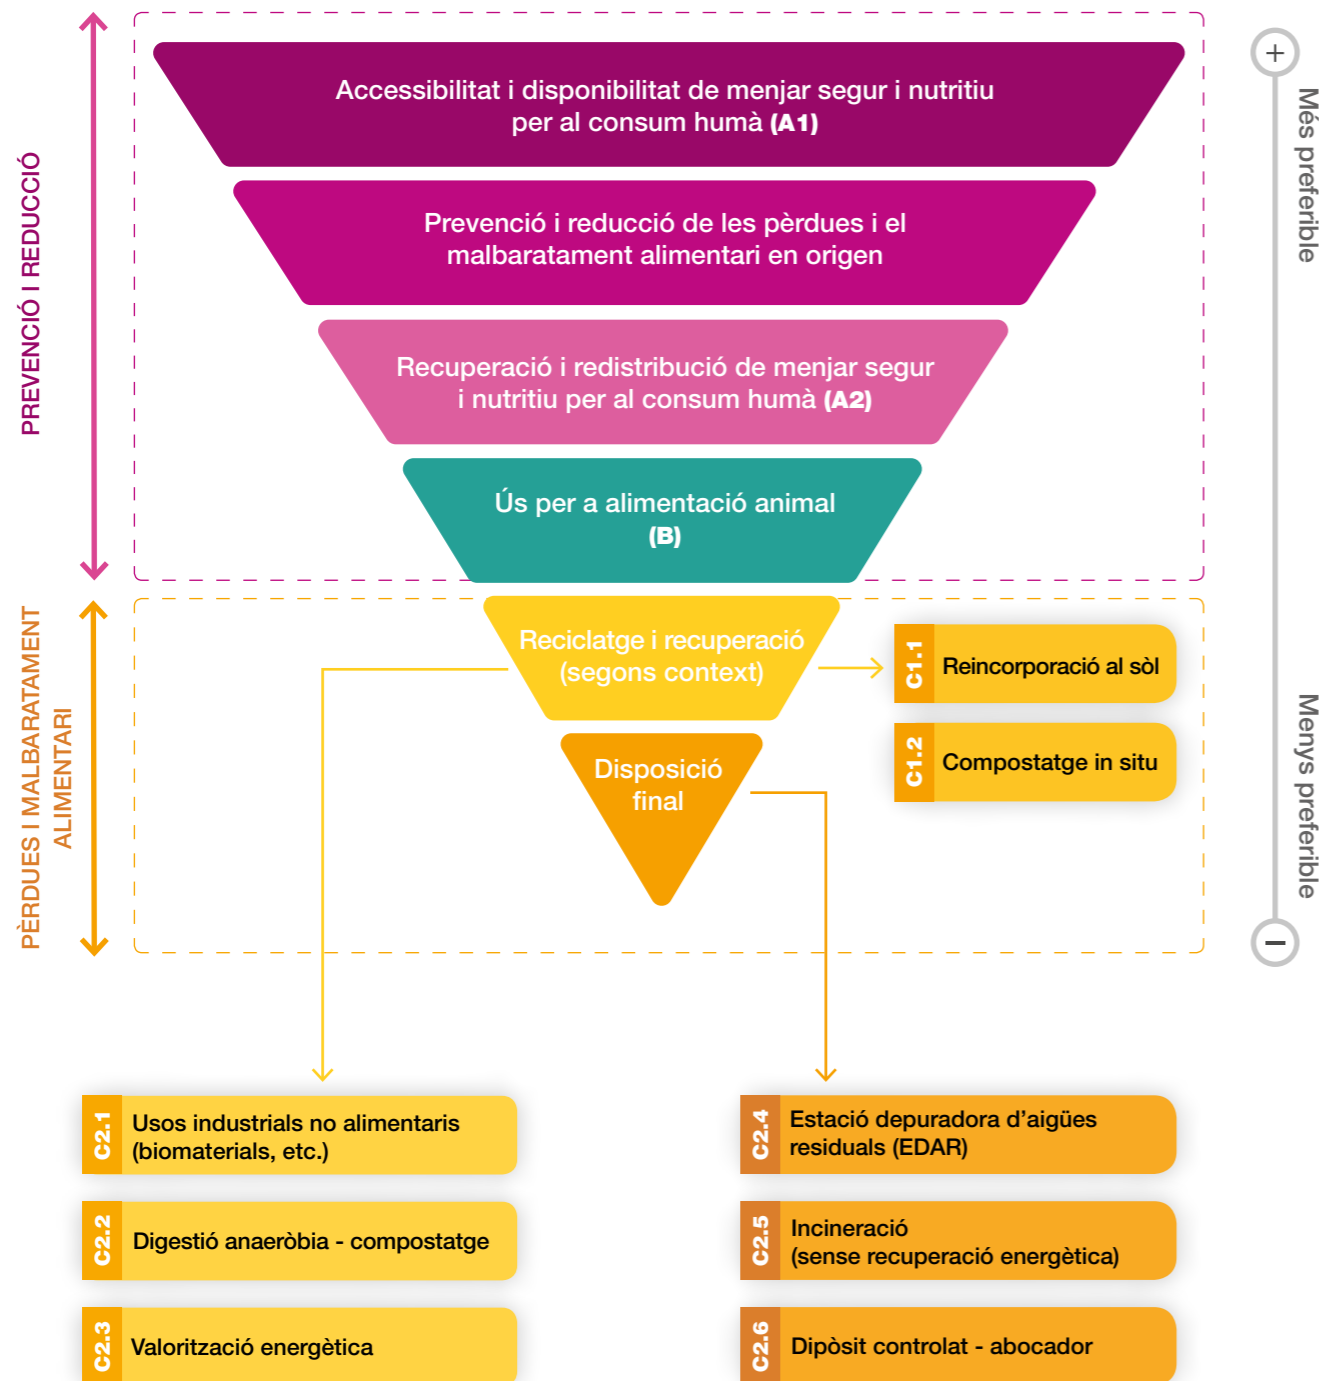 PREVENCIÓ I REDUCCIÓ
Accessibilitat i disponibilitat de menjar segur i nutritiu
per al consum humà (A1)
Prevenció i reducció de les pèrdues i el
malbaratament alimentari en origen
Recuperació i redistribució de menjar segur
i nutritiu per al consum humà (A2)
Ús per a alimentació animal
(B)
+
Més preferible
PÈRDUES I MALBARATAMENT
ALIMENTARI
Reciclatge i recuperació
(segons context)
C1.1
Reincorporació al sòl
C1.2
Compostatge in situ
Disposició
final
Menys preferible
−
C2.1
Usos industrials no alimentaris
(biomaterials, etc.)
C2.2
Digestió anaeròbia - compostatge
C2.3
Valorització energètica
C2.4
Estació depuradora d’aigües
residuals (EDAR)
C2.5
Incineració
(sense recuperació energètica)
C2.6
Dipòsit controlat - abocador